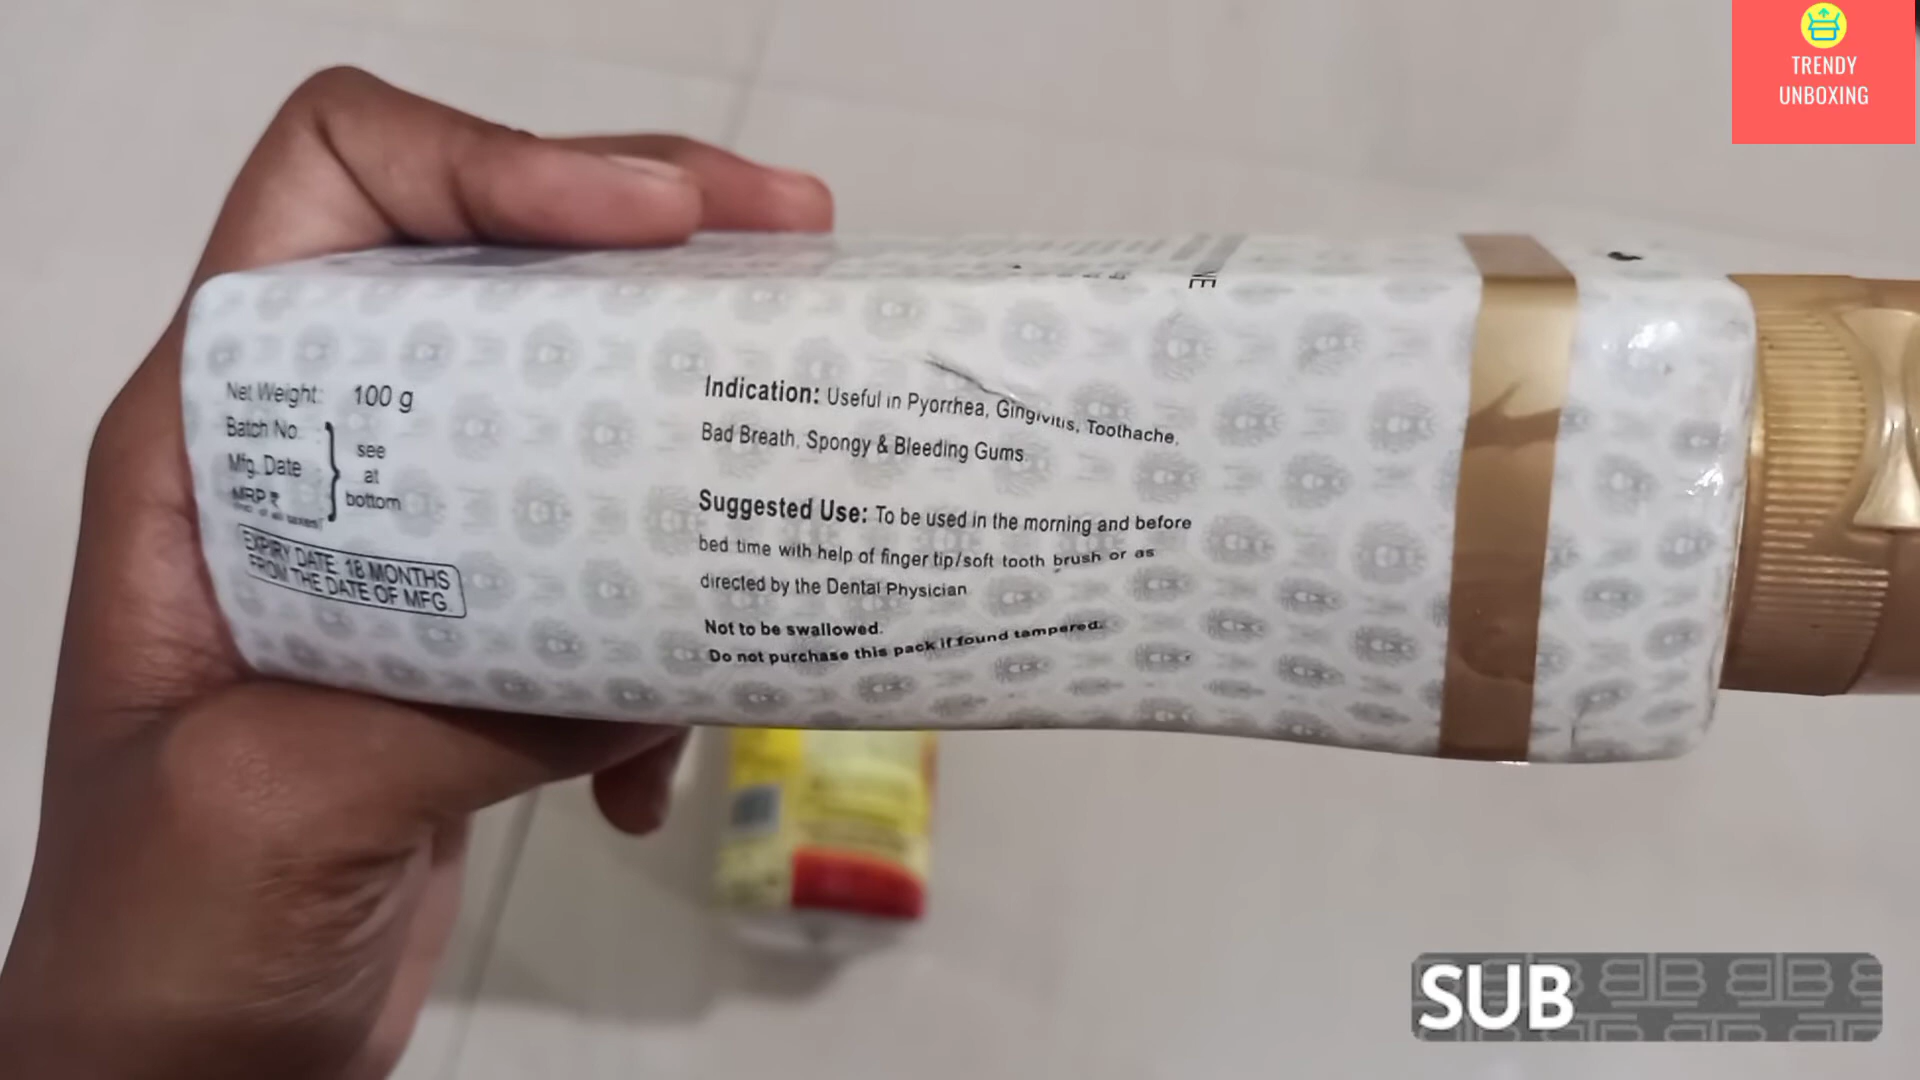 TRENDY
UNBOXING
Net Weight: 100 g
Batch No.
Mfg. Date
MRP ₹
(Incl. of all taxes)
see
at
bottom
EXPIRY DATE: 18 MONTHS
FROM THE DATE OF MFG.
Indication: Useful in Pyorrhea, Gingivitis, Toothache,
Bad Breath, Spongy & Bleeding Gums.
Suggested Use: To be used in the morning and before
bed time with help of finger tip/soft tooth brush or as
directed by the Dental Physician
Not to be swallowed.
Do not purchase this pack if found tampered.
SUB